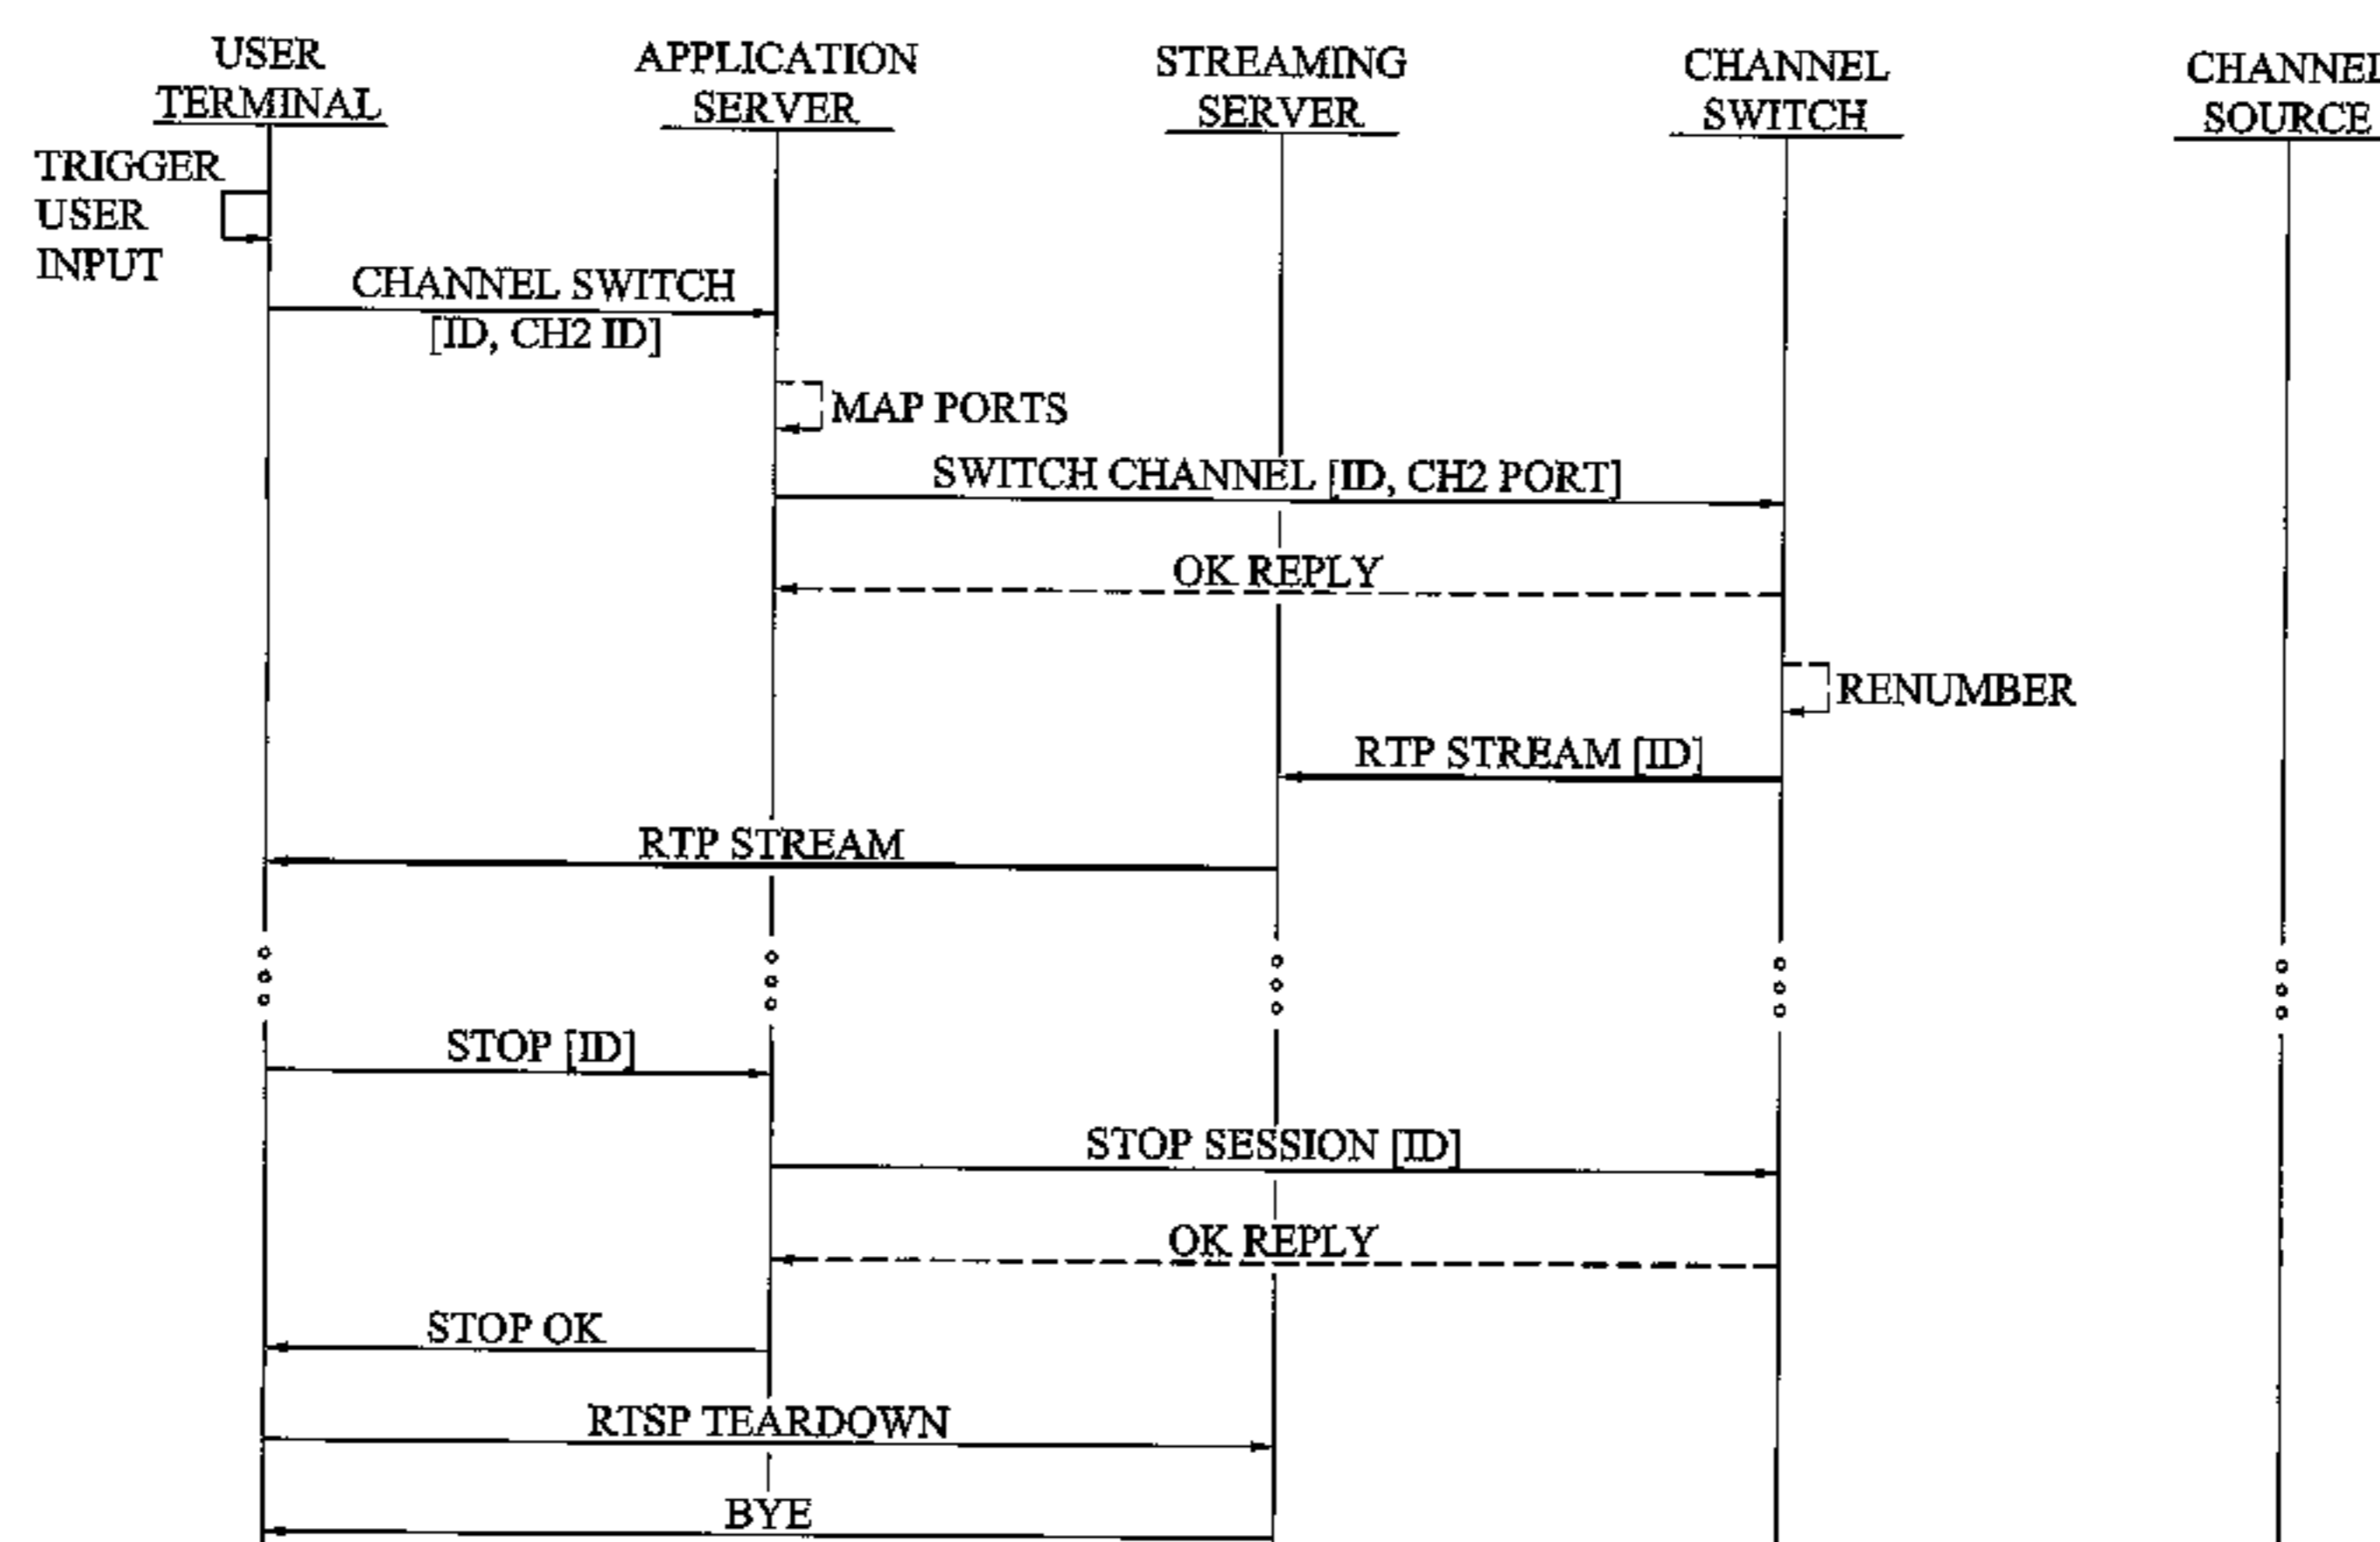 USER
TERMINAL
APPLICATION
SERVER
STREAMING
SERVER
CHANNEL
SWITCH
CHANNEL
SOURCE
TRIGGER
USER
INPUT
CHANNEL SWITCH
[ID, CH2 ID]
MAP PORTS
SWITCH CHANNEL [ID, CH2 PORT]
OK REPLY
RENUMBER
RTP STREAM [ID]
RTP STREAM
STOP [ID]
STOP SESSION [ID]
OK REPLY
STOP OK
RTSP TEARDOWN
BYE